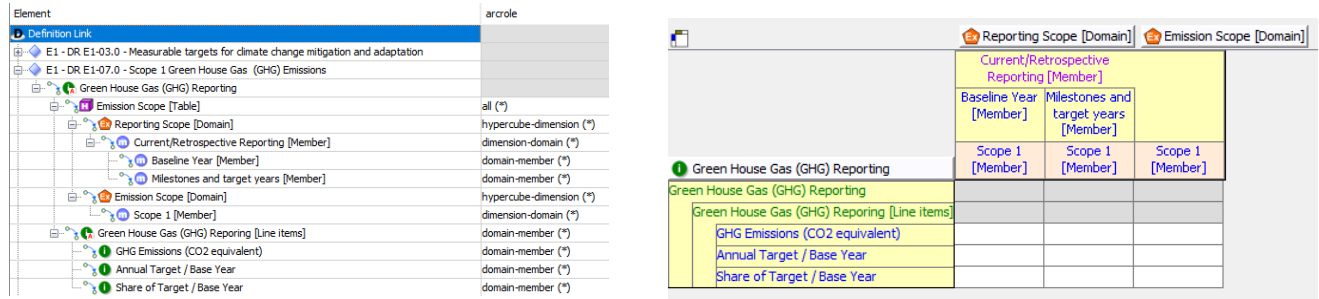 Element arcrole
Definition Link
E1 - DR E1-03.0 - Measurable targets for climate change mitigation and adaptation
E1 - DR E1-07.0 - Scope 1 Green House Gas (GHG) Emissions
Green House Gas (GHG) Reporting
Emission Scope [Table] all (*)
Reporting Scope [Domain] hypercube-dimension (*)
Current/Retrospective Reporting [Member] dimension-domain (*)
Baseline Year [Member] domain-member (*)
Milestones and target years [Member] domain-member (*)
Emission Scope [Domain] hypercube-dimension (*)
Scope 1 [Member] dimension-domain (*)
Green House Gas (GHG) Reporing [Line items] domain-member (*)
GHG Emissions (CO2 equivalent) domain-member (*)
Annual Target / Base Year domain-member (*)
Share of Target / Base Year domain-member (*)
Reporting Scope [Domain] Emission Scope [Domain]
Current/Retrospective
Reporting [Member]
Baseline Year Milestones and
[Member] target years
[Member]
Scope 1 Scope 1 Scope 1
Green House Gas (GHG) Reporting [Member] [Member] [Member]
Green House Gas (GHG) Reporting
Green House Gas (GHG) Reporing [Line items]
GHG Emissions (CO2 equivalent)
Annual Target / Base Year
Share of Target / Base Year